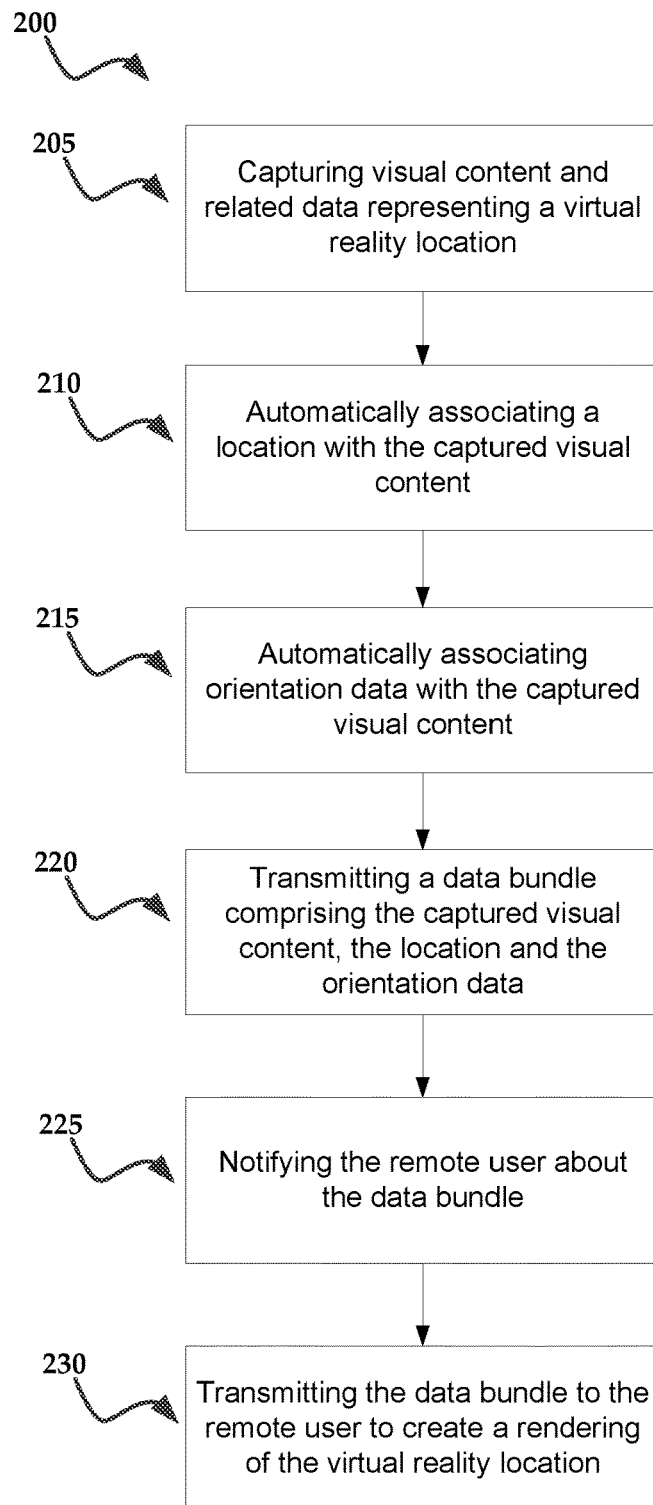 200
205
Capturing visual content and
related data representing a virtual
reality location
210
Automatically associating a
location with the captured visual
content
215
Automatically associating
orientation data with the captured
visual content
220
Transmitting a data bundle
comprising the captured visual
content, the location and the
orientation data
225
Notifying the remote user about
the data bundle
230
Transmitting the data bundle to the
remote user to create a rendering
of the virtual reality location